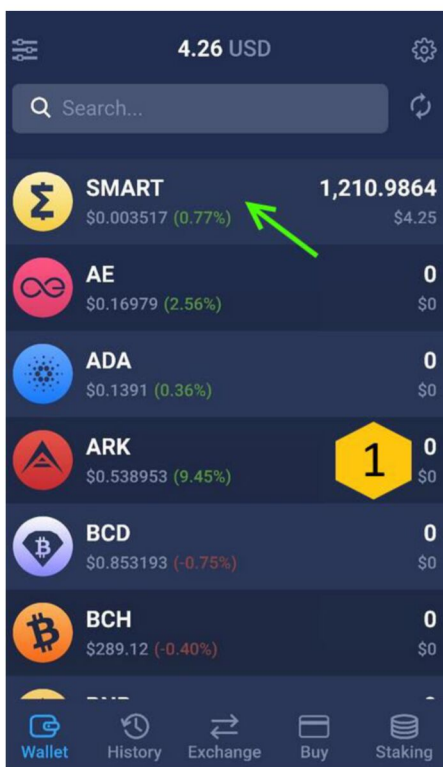 4.26 USD
Search...
SMART 1,210.9864
$0.003517 (0.77%) $4.25
AE 0
$0.16979 (2.56%) $0
ADA 0
$0.1391 (0.36%) $0
ARK 0
$0.538953 (9.45%) $0
1
BCD 0
$0.853193 (-0.75%) $0
BCH 0
$289.12 (-0.40%) $0
Wallet History Exchange Buy Staking